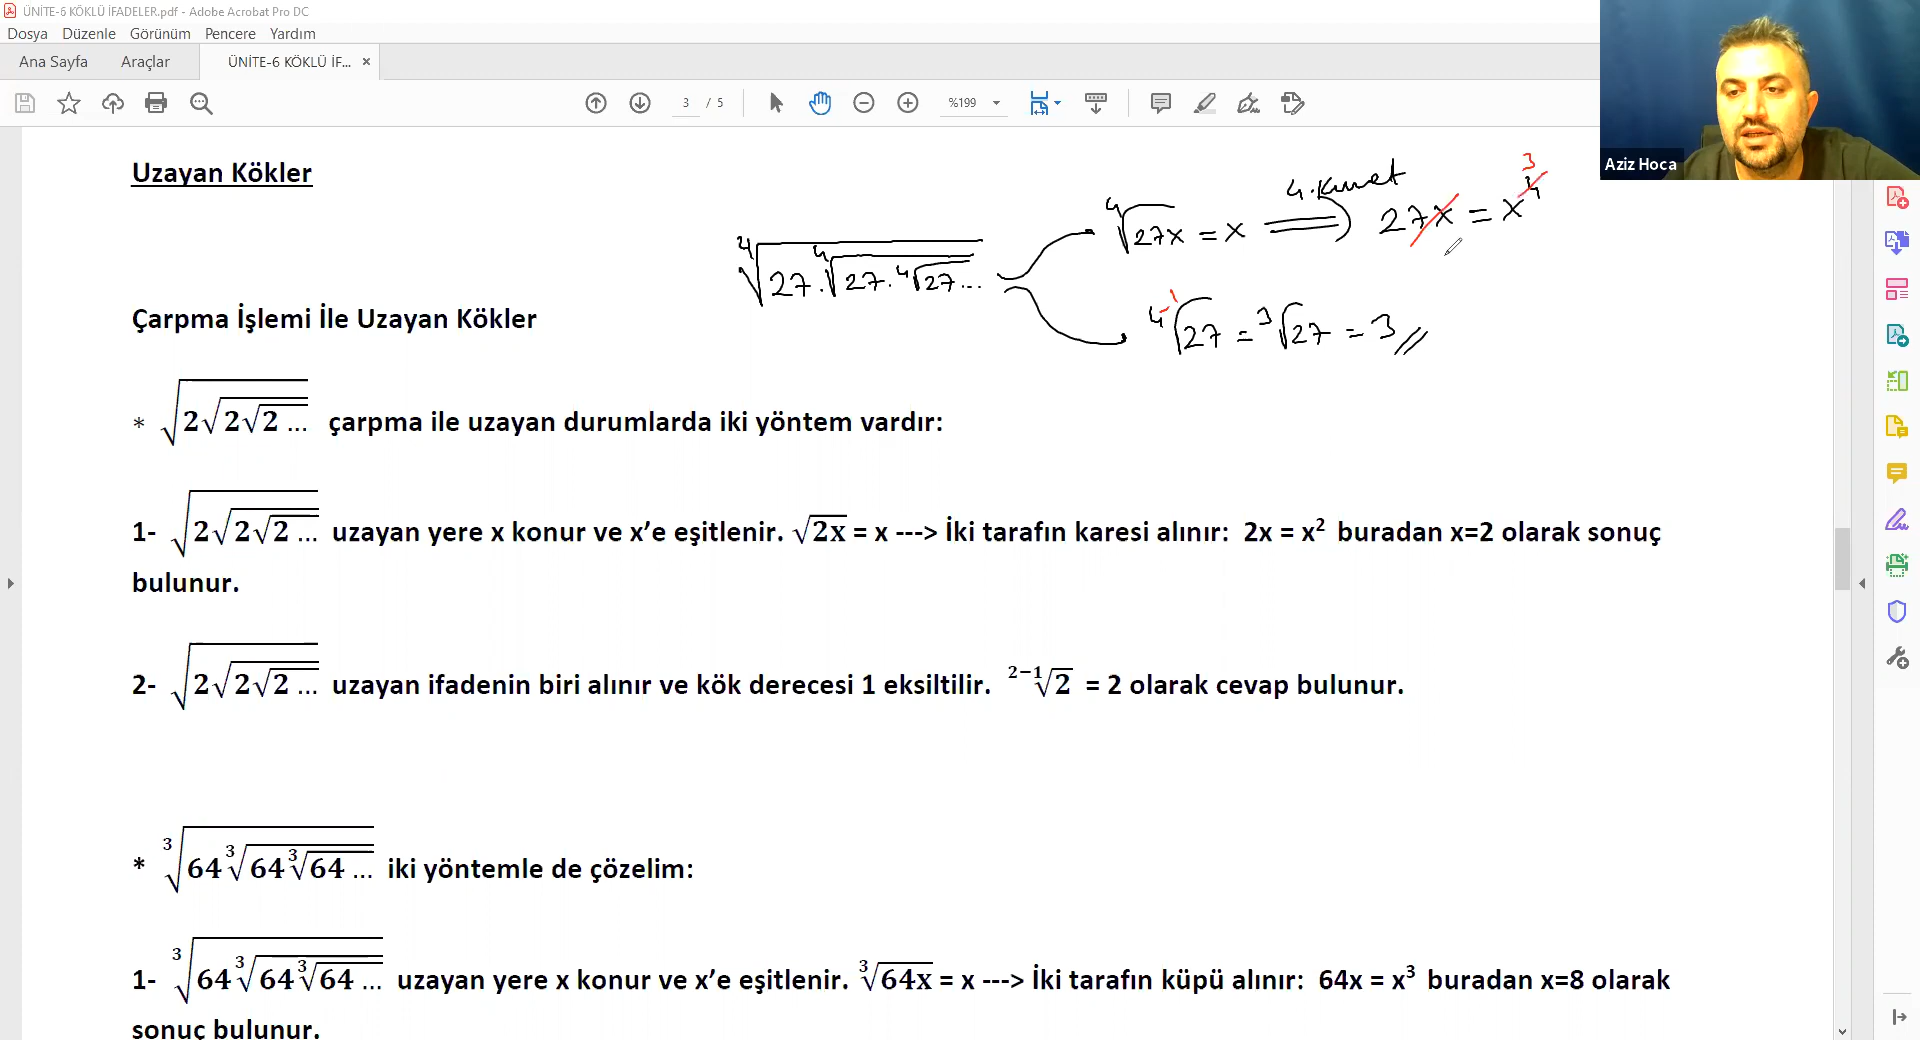 ÜNİTE-6 KÖKLÜ İFADELER.pdf - Adobe Acrobat Pro DC
Dosya Düzenle Görünüm Pencere Yardım
Ana Sayfa Araçlar ÜNİTE-6 KÖKLÜ İF... ×
3 / 5 %199
Aziz Hoca
Uzayan Kökler
⁴√(27.⁴√(27.⁴√(27...)))
⁴√(27x) = x ⟹ 4.Kuvvet 27x = x⁴ 3
⁴⁻¹√27 = ³√27 = 3 //
Çarpma İşlemi İle Uzayan Kökler
* √(2√(2√(2 ...))) çarpma ile uzayan durumlarda iki yöntem vardır:
1- √(2√(2√(2 ...))) uzayan yere x konur ve x’e eşitlenir. √(2x) = x ---> İki tarafın karesi alınır: 2x = x² buradan x=2 olarak sonuç
bulunur.
2- √(2√(2√(2 ...))) uzayan ifadenin biri alınır ve kök derecesi 1 eksiltilir. ²⁻¹√2 = 2 olarak cevap bulunur.
* ³√(64³√(64³√(64 ...))) iki yöntemle de çözelim:
1- ³√(64³√(64³√(64 ...))) uzayan yere x konur ve x’e eşitlenir. ³√(64x) = x ---> İki tarafın küpü alınır: 64x = x³ buradan x=8 olarak
sonuç bulunur.